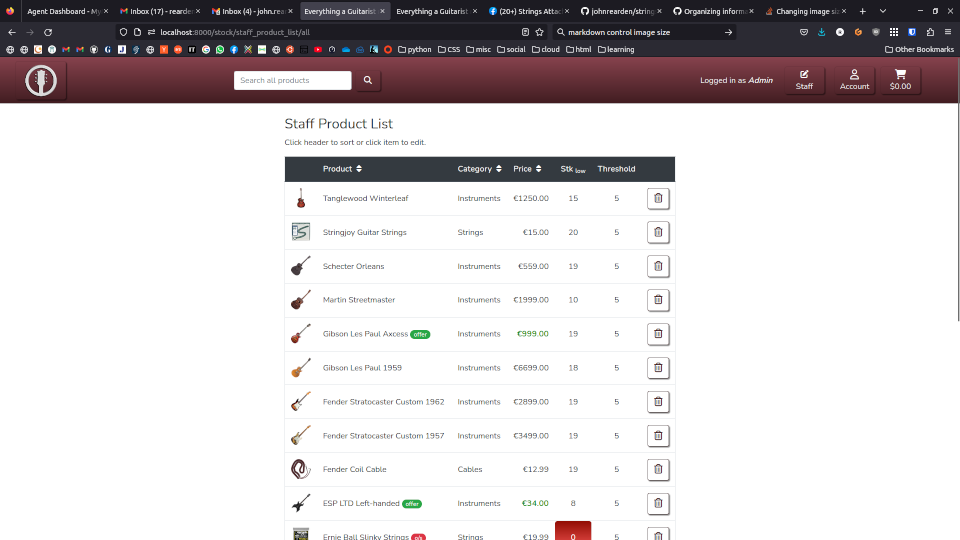 Agent Dashboard - My
Inbox (17) - rearden
Inbox (4) - john.rear
Everything a Guitarist
Everything a Guitarist
(20+) Strings Attach
johnrearden/string
Organizing informa
Changing image siz
localhost:8000/stock/staff_product_list/all
markdown control image size
python
CSS
misc
social
cloud
html
learning
Other Bookmarks
Search all products
Logged in as Admin
Staff
Account
$0.00
Staff Product List
Click header to sort or click item to edit.
Product Category Price Stk low Threshold
Tanglewood Winterleaf Instruments €1250.00 15 5
Stringjoy Guitar Strings Strings €15.00 20 5
Schecter Orleans Instruments €559.00 19 5
Martin Streetmaster Instruments €1999.00 10 5
Gibson Les Paul Axcess offer Instruments €999.00 19 5
Gibson Les Paul 1959 Instruments €6699.00 18 5
Fender Stratocaster Custom 1962 Instruments €2899.00 19 5
Fender Stratocaster Custom 1957 Instruments €3499.00 19 5
Fender Coil Cable Cables €12.99 19 5
ESP LTD Left-handed offer Instruments €34.00 8 5
Ernie Ball Slinky Strings Strings €19.99 0 5